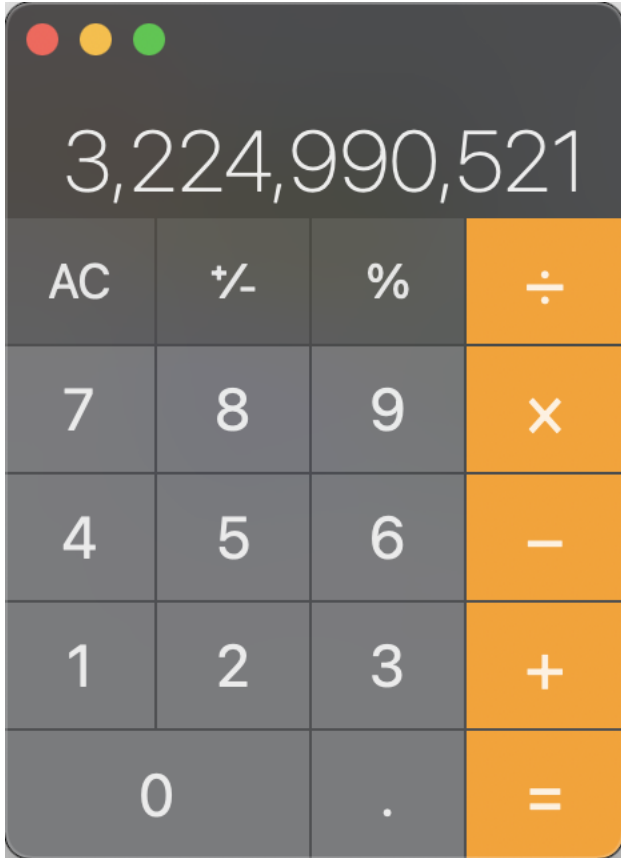 3,224,990,521
AC ⁺∕₋ % ÷
7 8 9 ×
4 5 6 −
1 2 3 +
0 . =